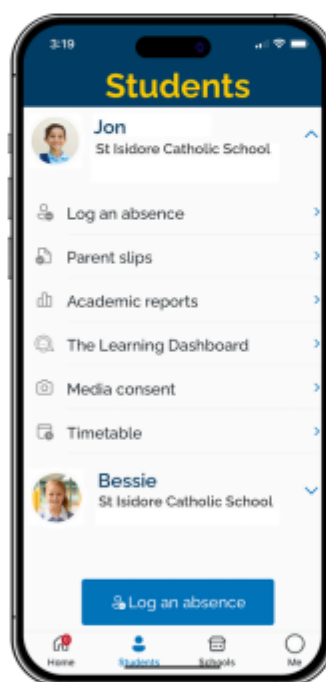 3:19
Students
Jon
St Isidore Catholic School
Log an absence
Parent slips
Academic reports
The Learning Dashboard
Media consent
Timetable
Bessie
St Isidore Catholic School
Log an absence
Home Students Schools Me